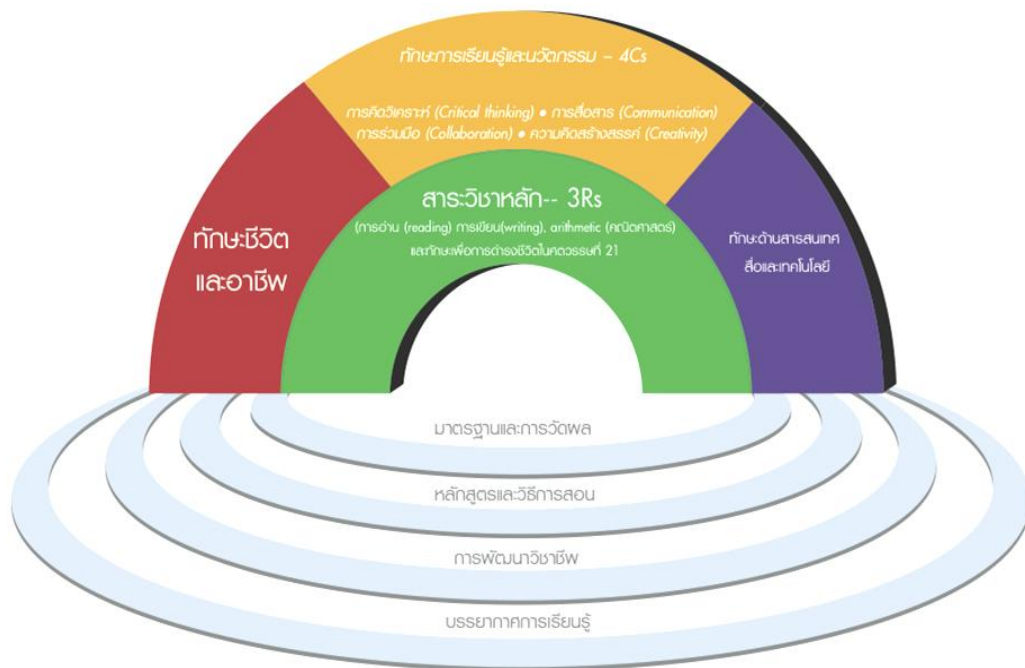 ทักษะการเรียนรู้และนวัตกรรม – 4Cs
การคิดวิเคราะห์ (Critical thinking) ● การสื่อสาร (Communication)
การร่วมมือ (Collaboration) ● ความคิดสร้างสรรค์ (Creativity)
สาระวิชาหลัก-- 3Rs
(การอ่าน (reading) การเขียน(writing), arithmetic (คณิตศาสตร์)
และทักษะเพื่อการดำรงชีวิตในศตวรรษที่ 21
ทักษะชีวิต
และอาชีพ
ทักษะด้านสารสนเทศ
สื่อและเทคโนโลยี
มาตรฐานและการวัดผล
หลักสูตรและวิธีการสอน
การพัฒนาวิชาชีพ
บรรยากาศการเรียนรู้